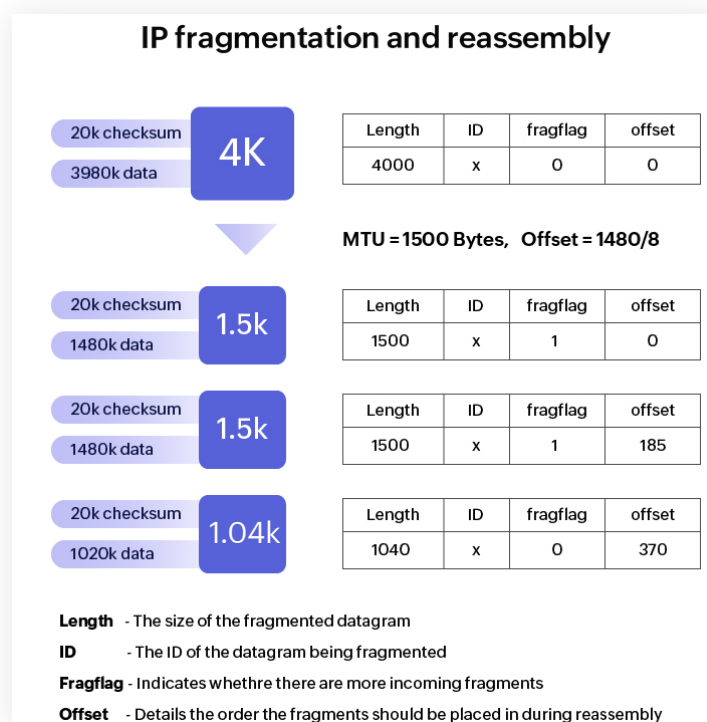 IP fragmentation and reassembly
20k checksum
3980k data
4K
Length ID fragflag offset
4000 x 0 0
MTU = 1500 Bytes, Offset = 1480/8
20k checksum
1480k data
1.5k
Length ID fragflag offset
1500 x 1 0
20k checksum
1480k data
1.5k
Length ID fragflag offset
1500 x 1 185
20k checksum
1020k data
1.04k
Length ID fragflag offset
1040 x 0 370
Length - The size of the fragmented datagram
ID - The ID of the datagram being fragmented
Fragflag - Indicates whethre there are more incoming fragments
Offset - Details the order the fragments should be placed in during reassembly